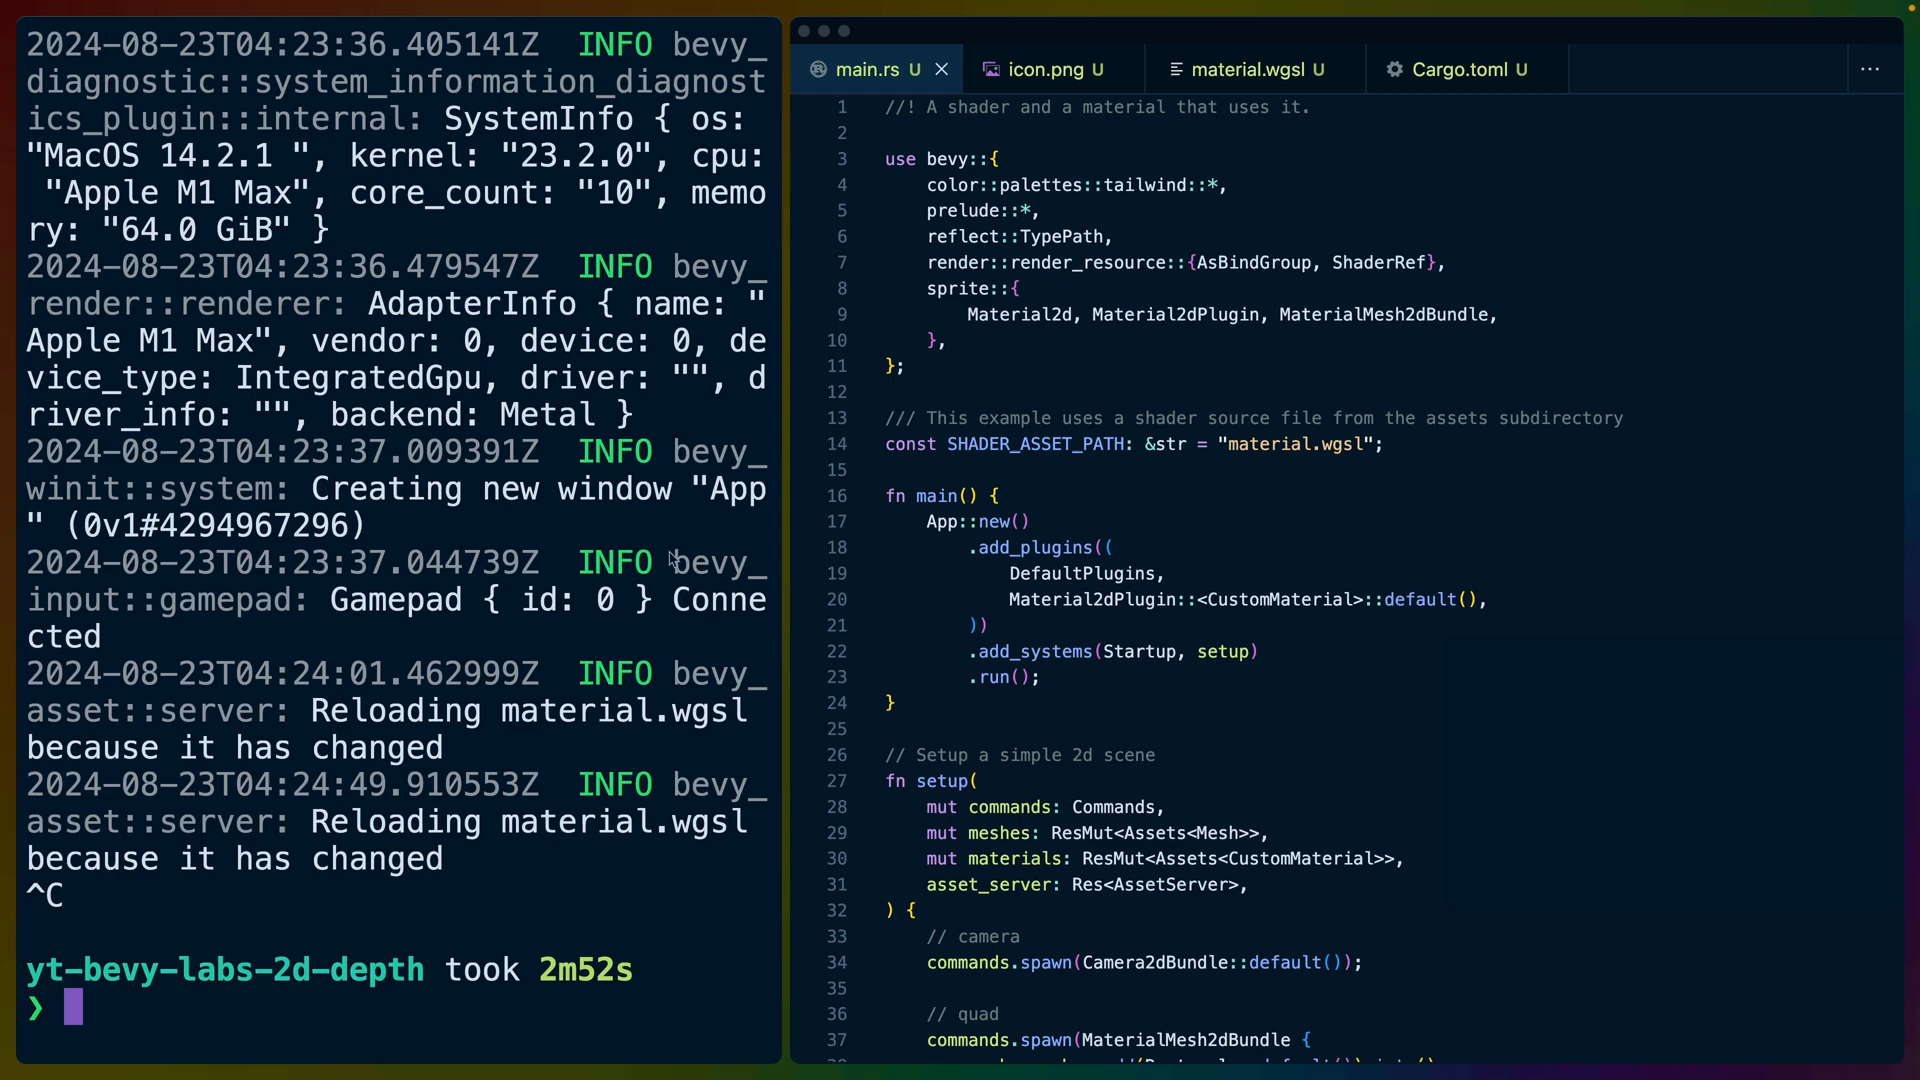 2024-08-23T04:23:36.405141Z  INFO bevy_
diagnostic::system_information_diagnost
ics_plugin::internal: SystemInfo { os:
"MacOS 14.2.1 ", kernel: "23.2.0", cpu:
"Apple M1 Max", core_count: "10", memo
ry: "64.0 GiB" }
2024-08-23T04:23:36.479547Z  INFO bevy_
render::renderer: AdapterInfo { name: "
Apple M1 Max", vendor: 0, device: 0, de
vice_type: IntegratedGpu, driver: "", d
river_info: "", backend: Metal }
2024-08-23T04:23:37.009391Z  INFO bevy_
winit::system: Creating new window "App
" (0v1#4294967296)
2024-08-23T04:23:37.044739Z  INFO bevy_
input::gamepad: Gamepad { id: 0 } Conne
cted
2024-08-23T04:24:01.462999Z  INFO bevy_
asset::server: Reloading material.wgsl
because it has changed
2024-08-23T04:24:49.910553Z  INFO bevy_
asset::server: Reloading material.wgsl
because it has changed
^C
yt-bevy-labs-2d-depth took 2m52s
❯
main.rs U × icon.png U material.wgsl U Cargo.toml U ...
1 //! A shader and a material that uses it.
2
3 use bevy::{
4     color::palettes::tailwind::*,
5     prelude::*,
6     reflect::TypePath,
7     render::render_resource::{AsBindGroup, ShaderRef},
8     sprite::{
9         Material2d, Material2dPlugin, MaterialMesh2dBundle,
10     },
11 };
12
13 /// This example uses a shader source file from the assets subdirectory
14 const SHADER_ASSET_PATH: &str = "material.wgsl";
15
16 fn main() {
17     App::new()
18         .add_plugins((
19             DefaultPlugins,
20             Material2dPlugin::<CustomMaterial>::default(),
21         ))
22         .add_systems(Startup, setup)
23         .run();
24 }
25
26 // Setup a simple 2d scene
27 fn setup(
28     mut commands: Commands,
29     mut meshes: ResMut<Assets<Mesh>>,
30     mut materials: ResMut<Assets<CustomMaterial>>,
31     asset_server: Res<AssetServer>,
32 ) {
33     // camera
34     commands.spawn(Camera2dBundle::default());
35
36     // quad
37     commands.spawn(MaterialMesh2dBundle {